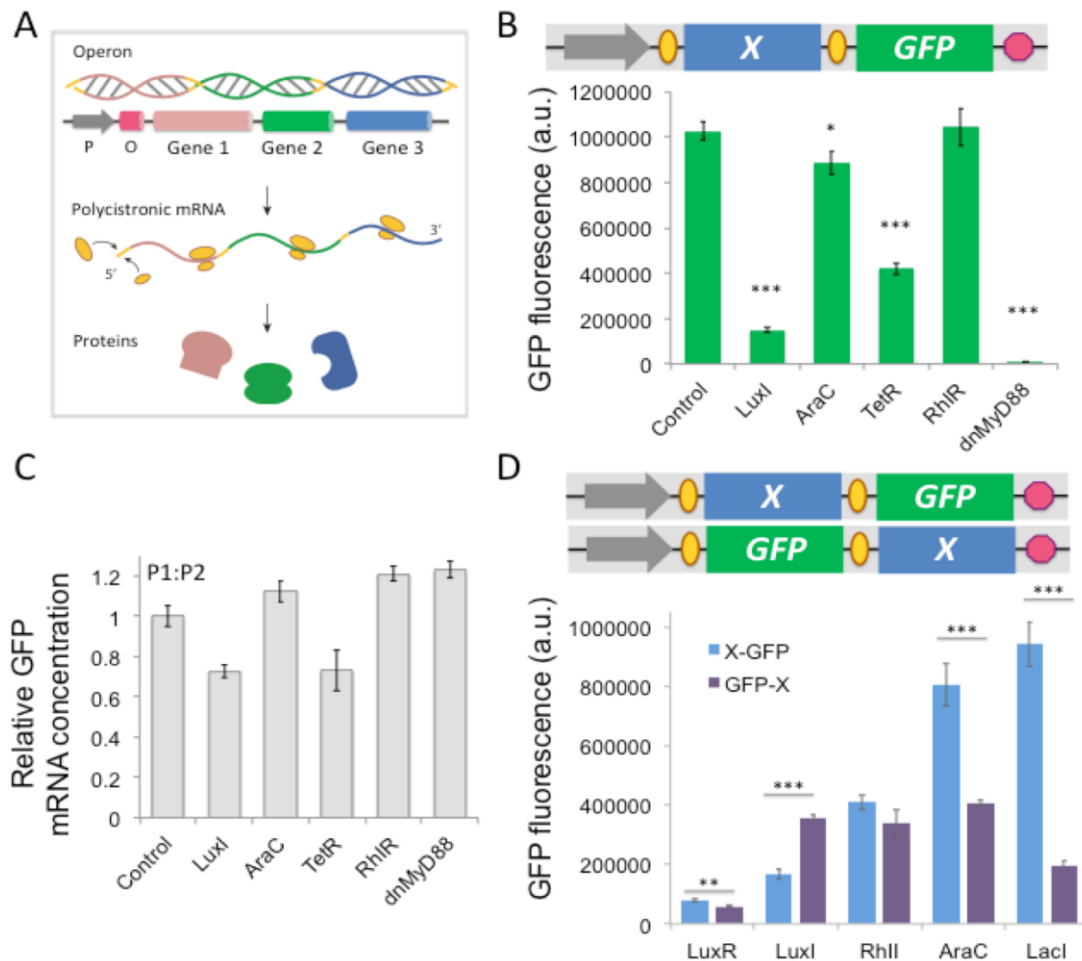 A
Operon
P O Gene 1 Gene 2 Gene 3
Polycistronic mRNA
5′
3′
Proteins
B
X GFP
GFP fluorescence (a.u.)
1200000
1000000
800000
600000
400000
200000
0
*
***
***
***
Control LuxI AraC TetR RhlR dnMyD88
C
P1:P2
Relative GFP
mRNA concentration
1.2
1
0.8
0.6
0.4
0.2
0
Control LuxI AraC TetR RhlR dnMyD88
D
X GFP
GFP X
GFP fluorescence (a.u.)
1000000
800000
600000
400000
200000
0
X-GFP
GFP-X
**
***
***
***
LuxR LuxI RhlI AraC LacI